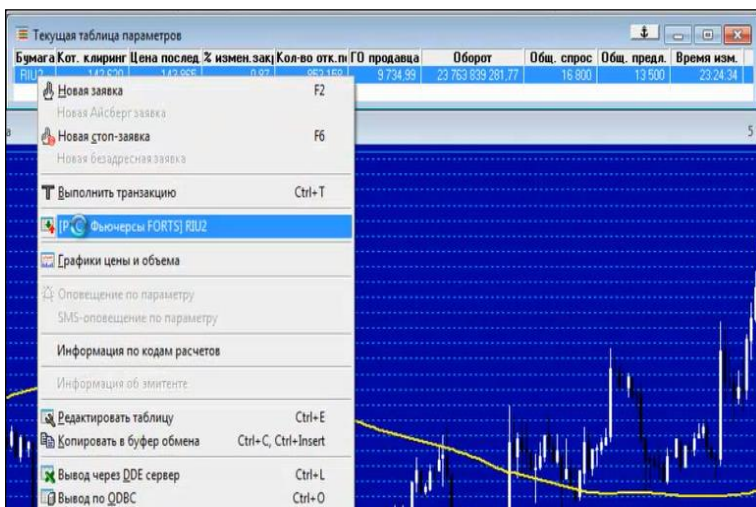 Текущая таблица параметров
Бумага Кот. клиринг Цена послед. % измен.зак Кол-во отк.п ГО продавца Оборот Общ. спрос Общ. предл. Время изм.
RIU2 0,87 9 734,99 23 763 839 281,77 16 800 13 500 23:24:34
Новая заявка F2
Новая Айсберг заявка
Новая стоп-заявка F6
Новая безадресная заявка
Выполнить транзакцию Ctrl+T
Фьючерсы FORTS] RIU2
Графики цены и объема
Оповещение по параметру
SMS-оповещение по параметру
Информация по кодам расчетов
Информация об эмитенте
Редактировать таблицу Ctrl+E
Копировать в буфер обмена Ctrl+C, Ctrl+Insert
Вывод через DDE сервер Ctrl+L
Вывод по ODBC Ctrl+O
5